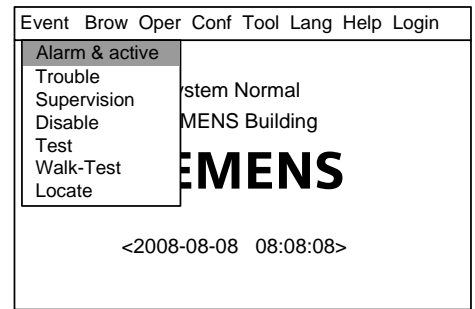 Event Brow Oper Conf Tool Lang Help Login
Alarm & active
Trouble
Supervision
Disable
Test
Walk-Test
Locate
ystem Normal
MENS Building
EMENS
<2008-08-08 08:08:08>